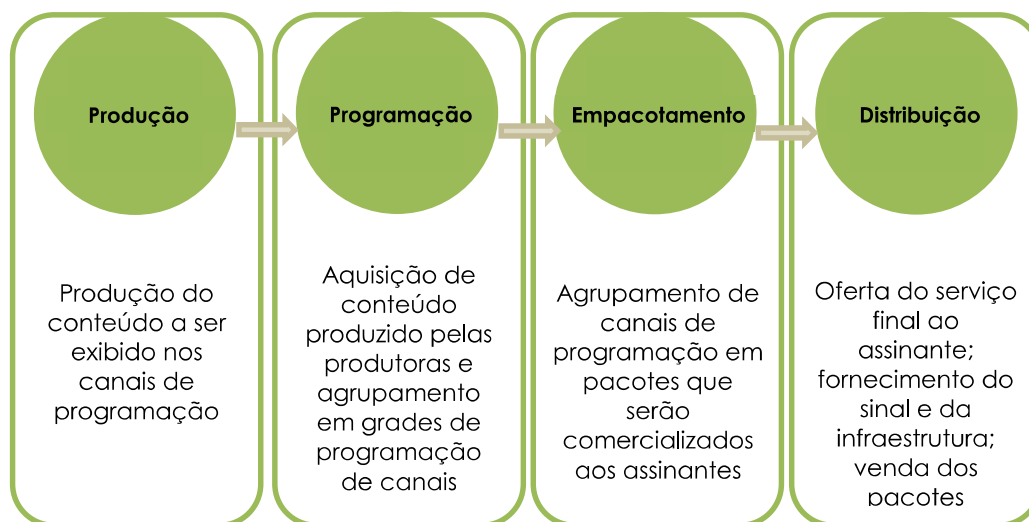 Produção
Produção do
conteúdo a ser
exibido nos
canais de
programação
Programação
Aquisição de
conteúdo
produzido pelas
produtoras e
agrupamento
em grades de
programação
de canais
Empacotamento
Agrupamento de
canais de
programação em
pacotes que
serão
comercializados
aos assinantes
Distribuição
Oferta do serviço
final ao
assinante;
fornecimento do
sinal e da
infraestrutura;
venda dos
pacotes